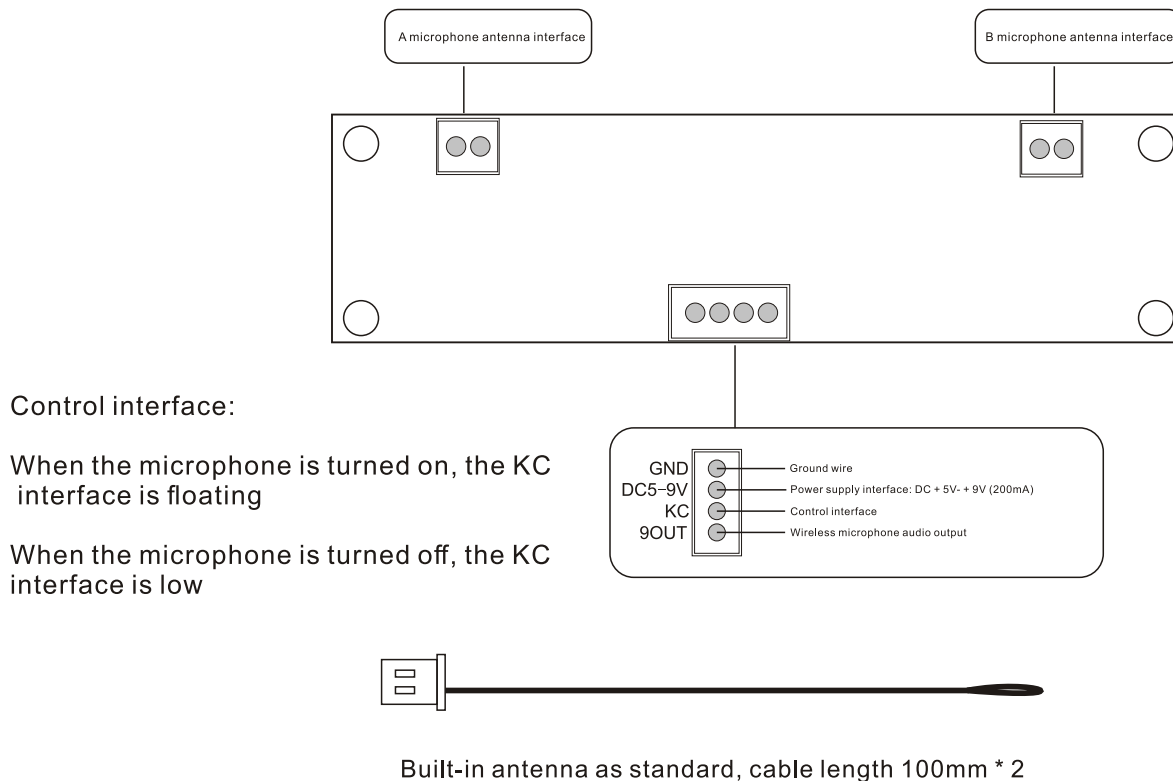 A microphone antenna interface
B microphone antenna interface
Control interface:
When the microphone is turned on, the KC
interface is floating
When the microphone is turned off, the KC
interface is low
GND
Ground wire
DC5-9V
Power supply interface: DC + 5V- + 9V (200mA)
KC
Control interface
9OUT
Wireless microphone audio output
Built-in antenna as standard, cable length 100mm * 2